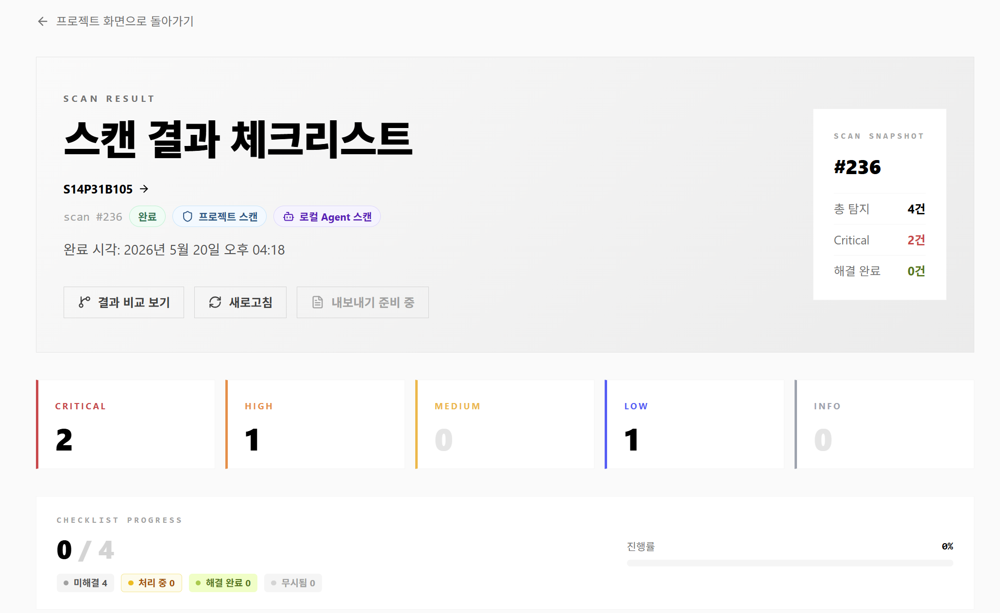 프로젝트 화면으로 돌아가기
SCAN RESULT
스캔 결과 체크리스트
S14P31B105
scan #236 완료 프로젝트 스캔 로컬 Agent 스캔
완료 시각: 2026년 5월 20일 오후 04:18
결과 비교 보기 새로고침 내보내기 준비 중
SCAN SNAPSHOT
#236
총 탐지 4건
Critical 2건
해결 완료 0건
CRITICAL
2
HIGH
1
MEDIUM
0
LOW
1
INFO
0
CHECKLIST PROGRESS
0 / 4
미해결 4 처리 중 0 해결 완료 0 무시됨 0
진행률 0%